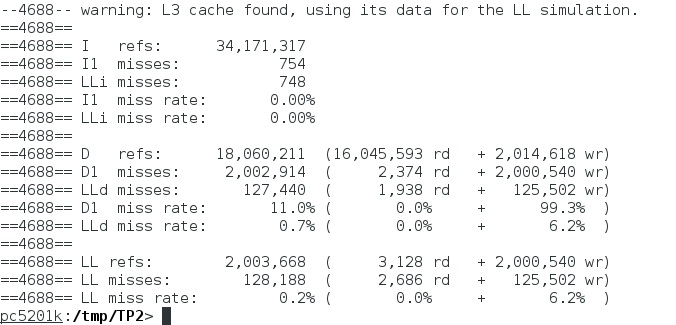 --4688-- warning: L3 cache found, using its data for the LL simulation.
==4688==
==4688== I   refs:      34,171,317
==4688== I1  misses:           754
==4688== LLi misses:           748
==4688== I1  miss rate:       0.00%
==4688== LLi miss rate:       0.00%
==4688==
==4688== D   refs:      18,060,211  (16,045,593 rd   + 2,014,618 wr)
==4688== D1  misses:     2,002,914  (     2,374 rd   + 2,000,540 wr)
==4688== LLd misses:       127,440  (     1,938 rd   +   125,502 wr)
==4688== D1  miss rate:       11.0% (       0.0%     +      99.3%  )
==4688== LLd miss rate:        0.7% (       0.0%     +       6.2%  )
==4688==
==4688== LL refs:        2,003,668  (     3,128 rd   + 2,000,540 wr)
==4688== LL misses:        128,188  (     2,686 rd   +   125,502 wr)
==4688== LL miss rate:         0.2% (       0.0%     +       6.2%  )
pc5201k:/tmp/TP2>